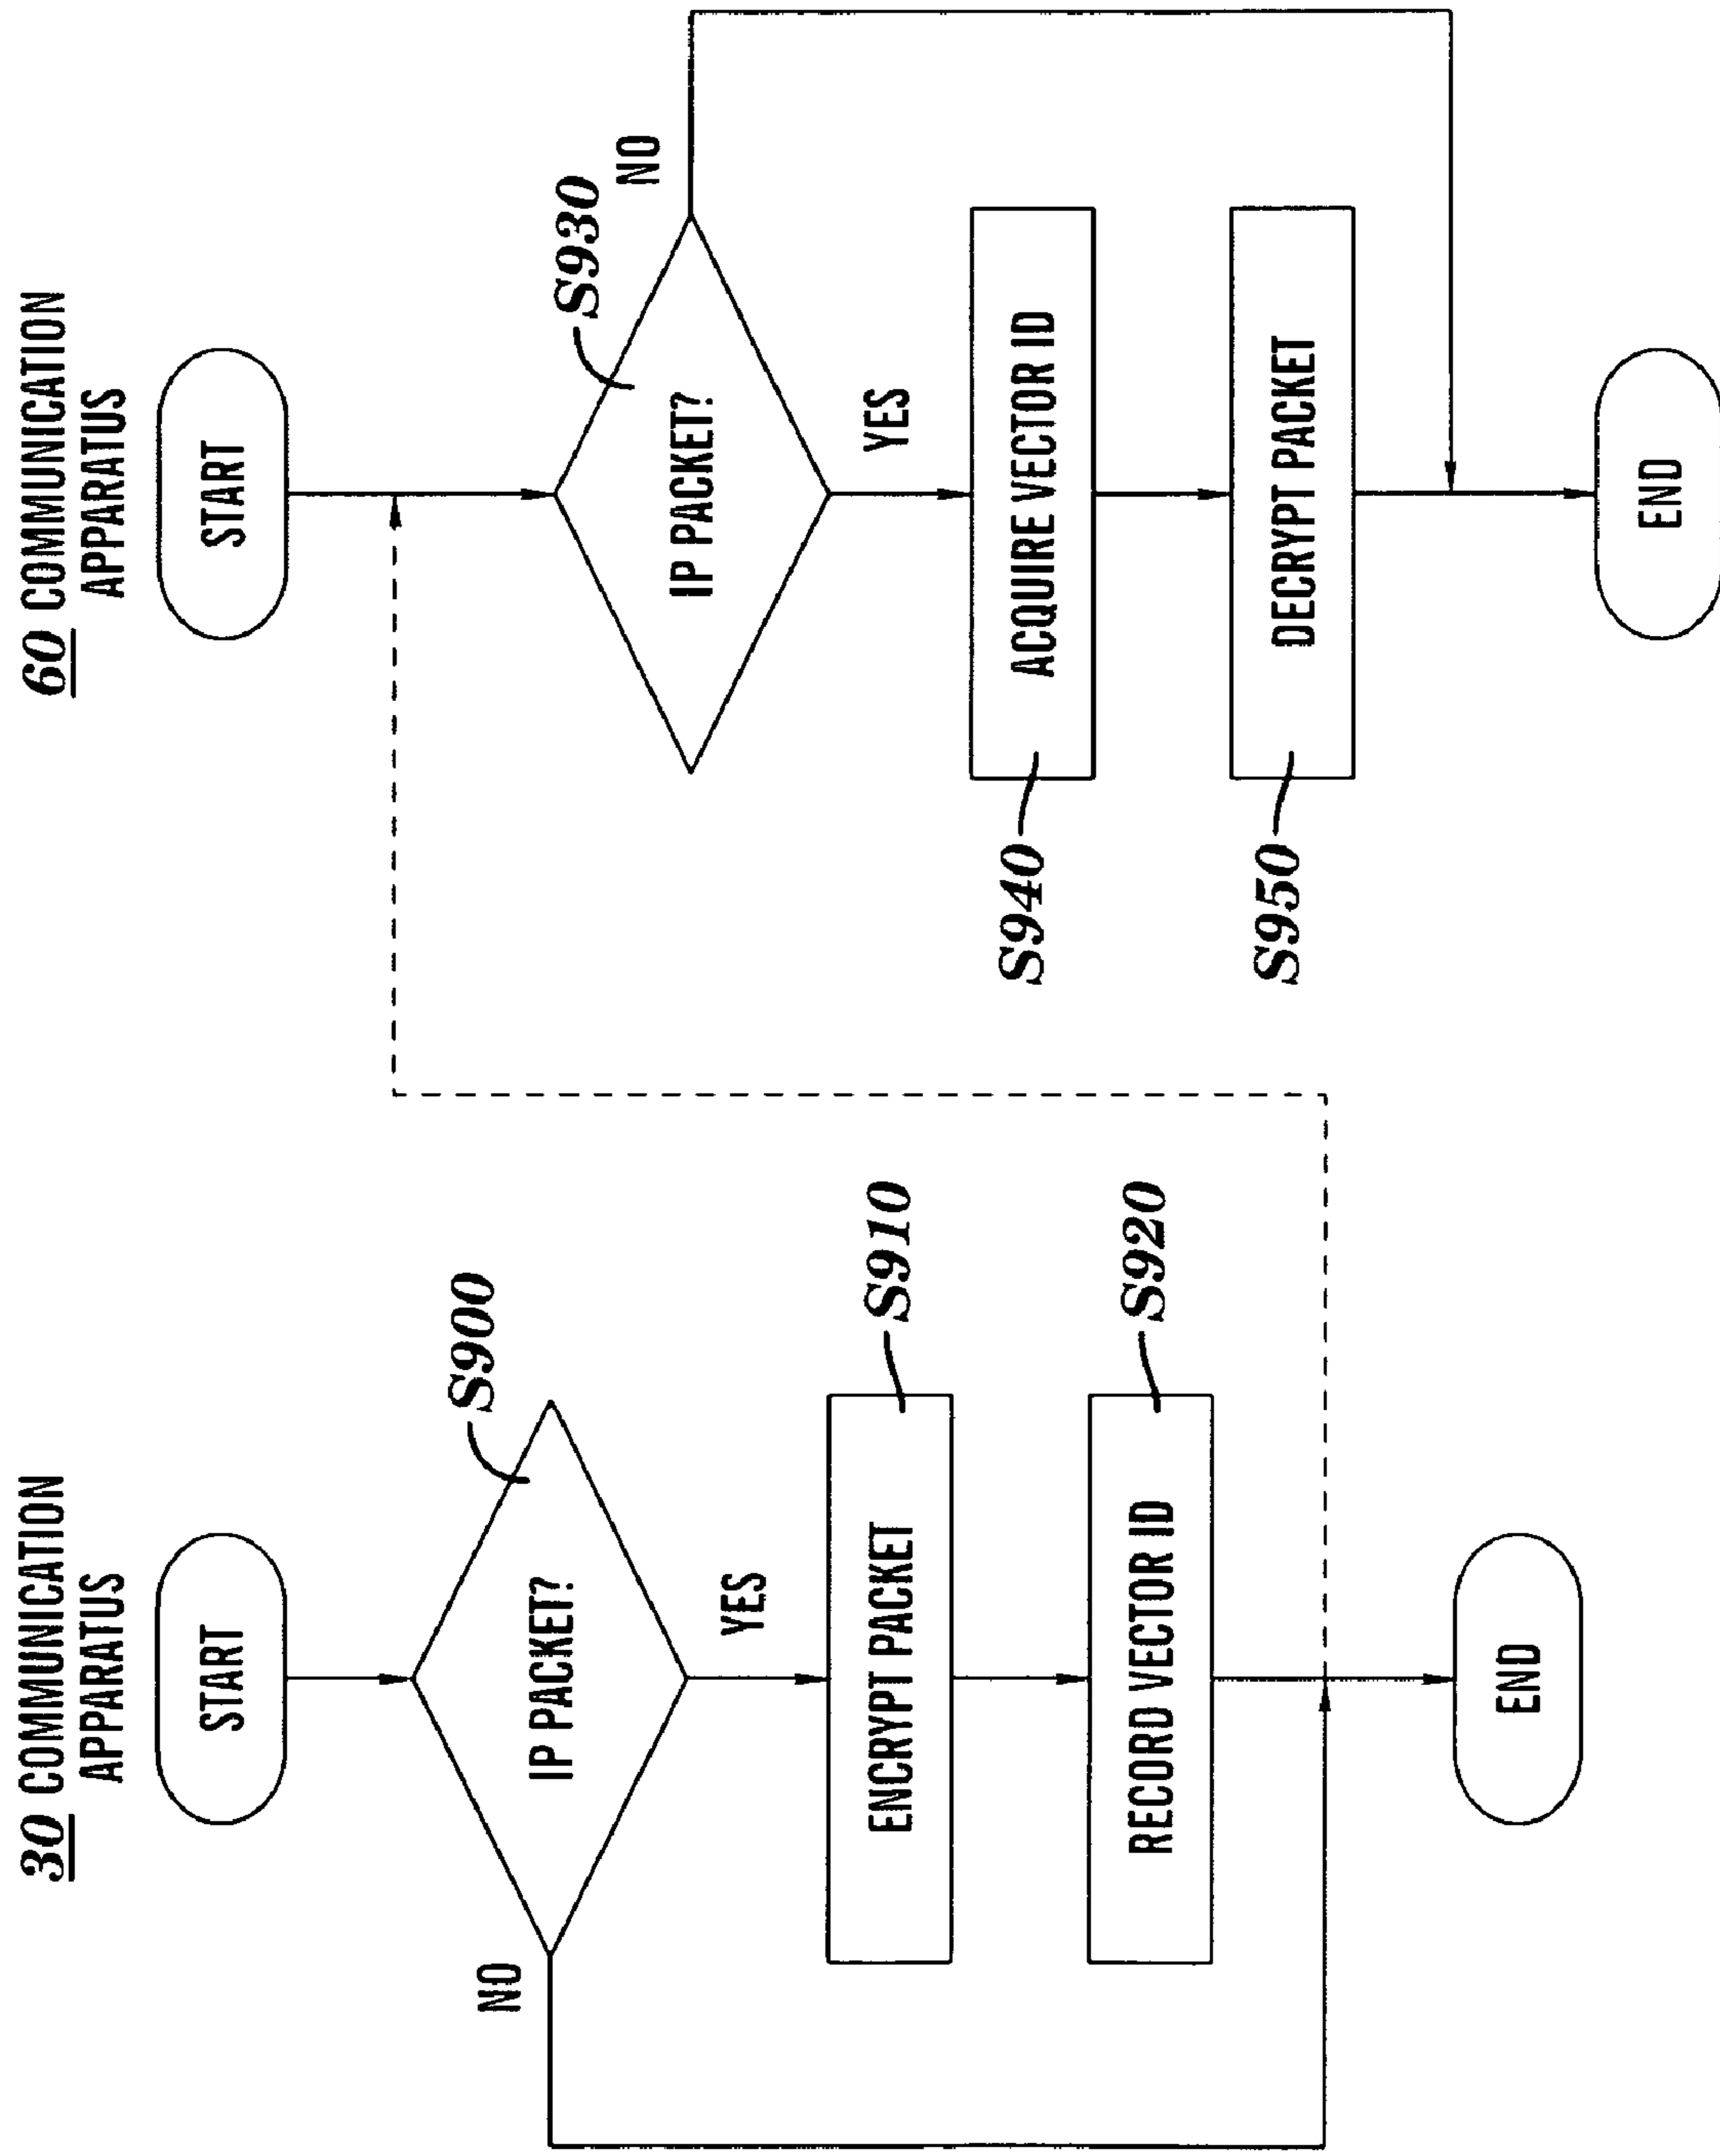 30 COMMUNICATION
APPARATUS
START
S900
IP PACKET?
NO
YES
ENCRYPT PACKET
S910
RECORD VECTOR ID
S920
END
60 COMMUNICATION
APPARATUS
START
S930
IP PACKET?
NO
YES
ACQUIRE VECTOR ID
S940
DECRYPT PACKET
S950
END